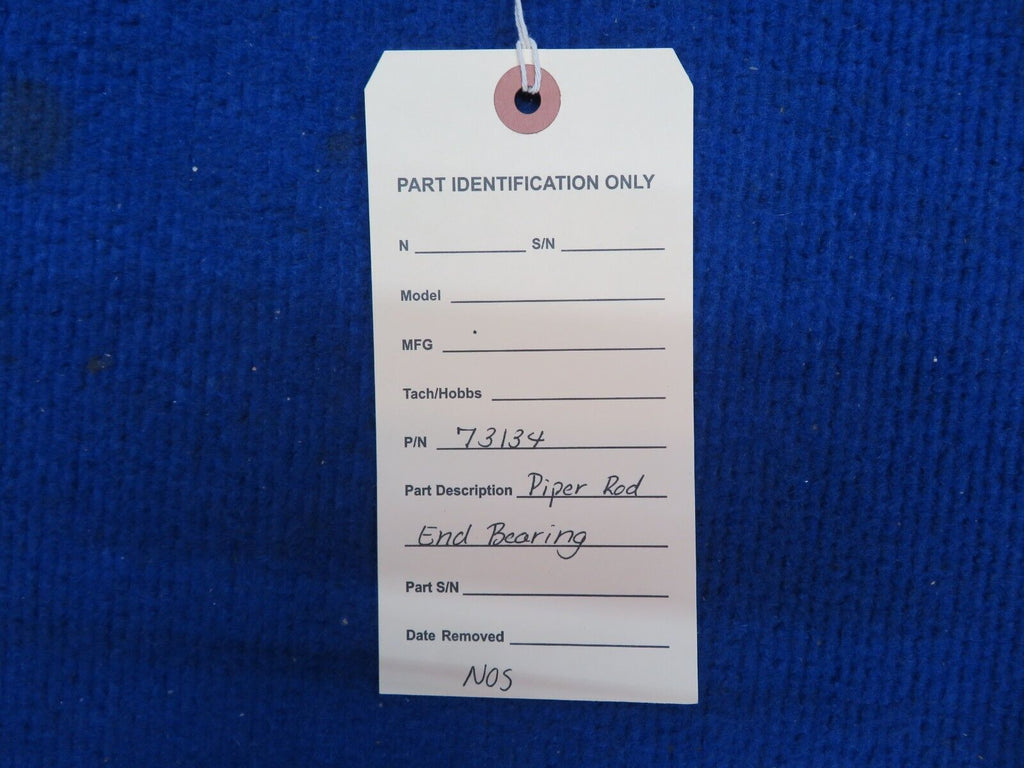 PART IDENTIFICATION ONLY
N S/N
Model
MFG
Tach/Hobbs
P/N 73134
Part Description Piper Rod
End Bearing
Part S/N
Date Removed
NOS